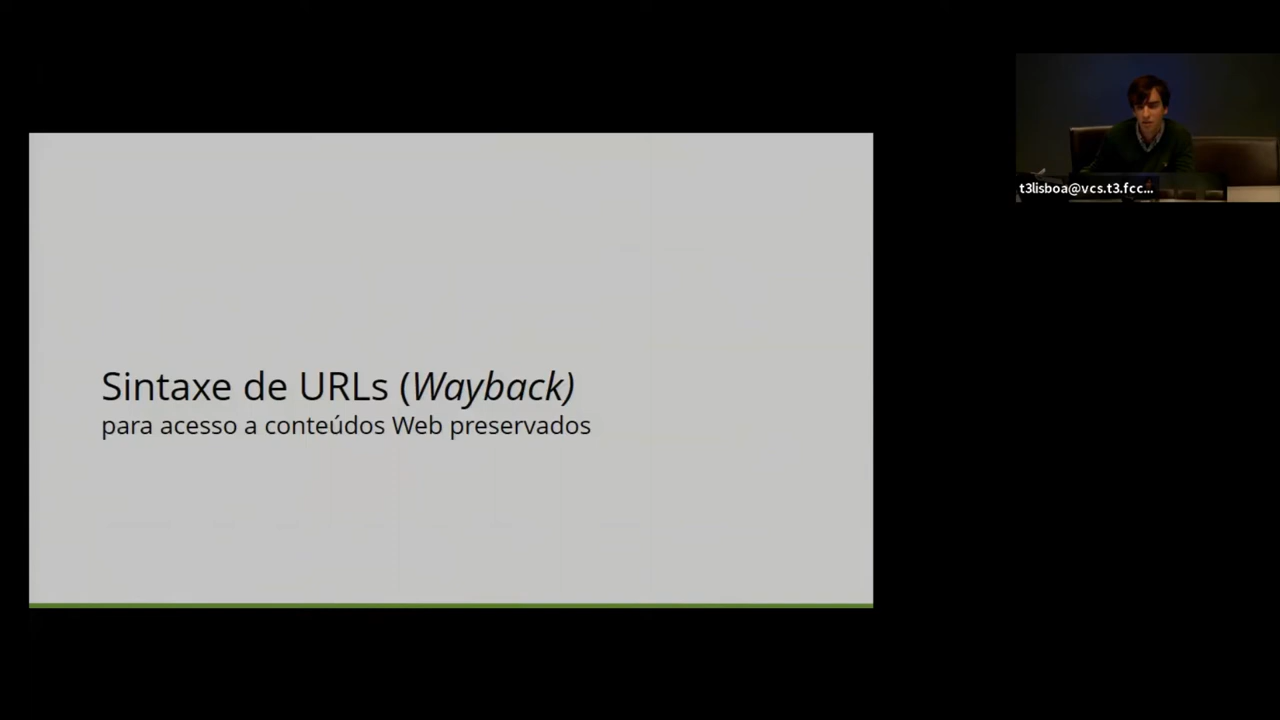 Sintaxe de URLs (Wayback)
para acesso a conteúdos Web preservados
t3lisboa@vcs.t3.fcc...